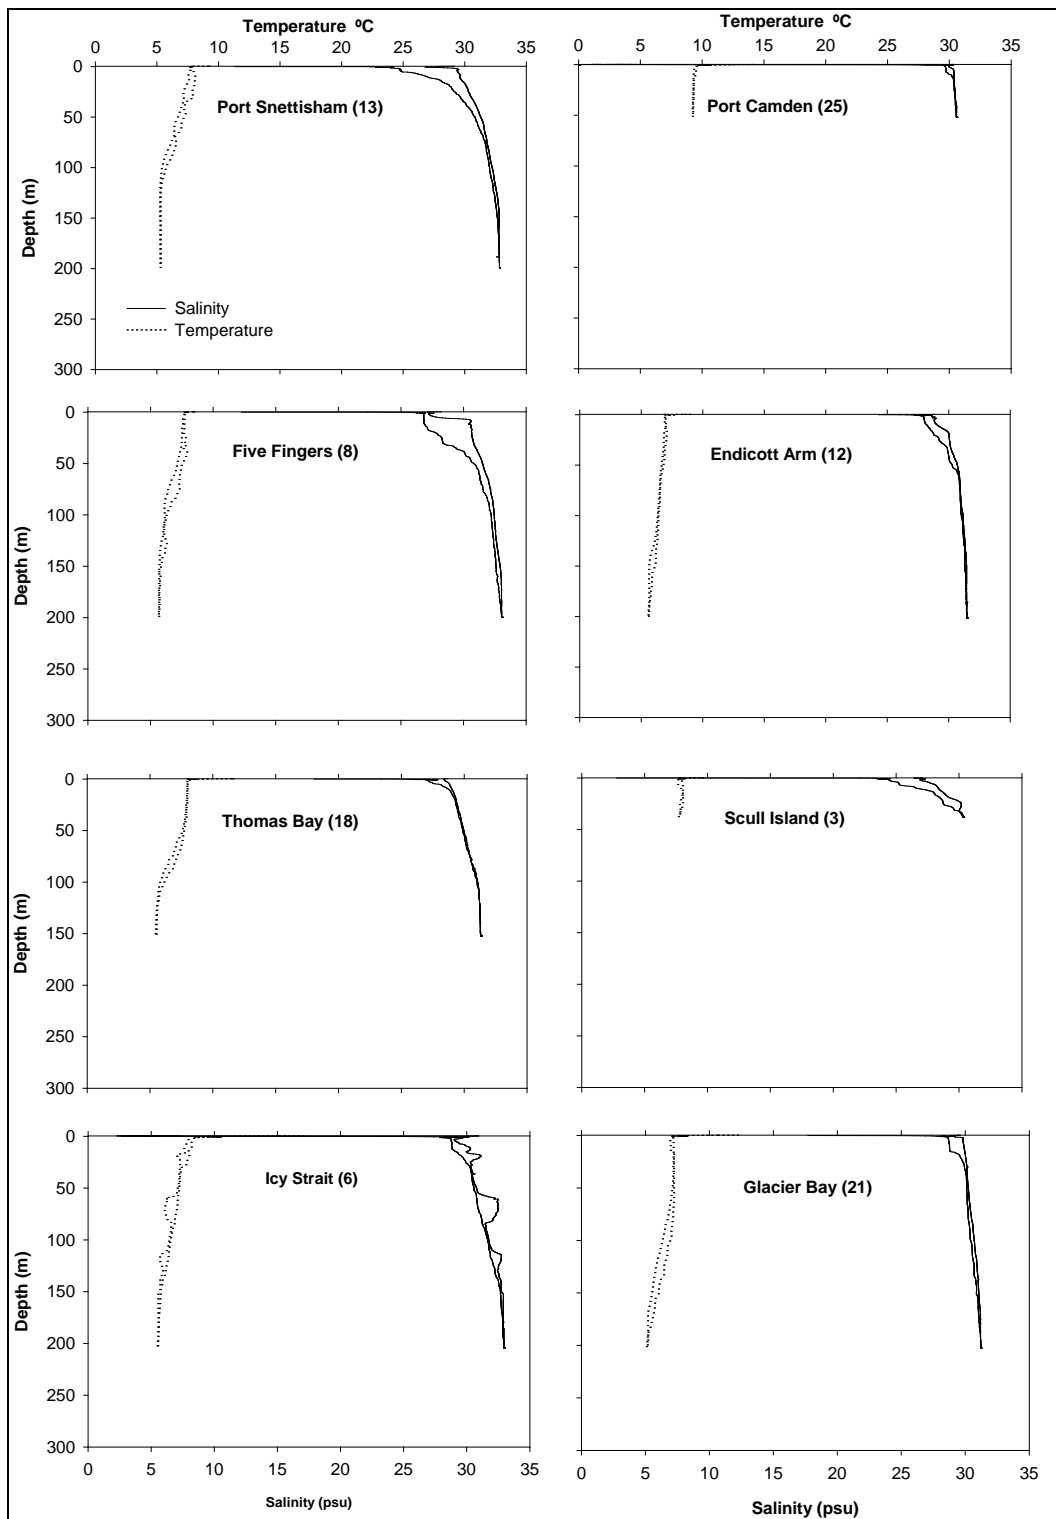 Temperature ºC
0 5 10 15 20 25 30 35
0
50
100
150
200
250
300
Depth (m)
Port Snettisham (13)
Salinity
Temperature
Temperature ºC
0 5 10 15 20 25 30 35
Port Camden (25)
0
50
100
150
200
250
300
Depth (m)
Five Fingers (8)
Endicott Arm (12)
0
50
100
150
200
250
300
Depth (m)
Thomas Bay (18)
Scull Island (3)
0
50
100
150
200
250
300
Depth (m)
Icy Strait (6)
0 5 10 15 20 25 30 35
Salinity (psu)
Glacier Bay (21)
0 5 10 15 20 25 30 35
Salinity (psu)